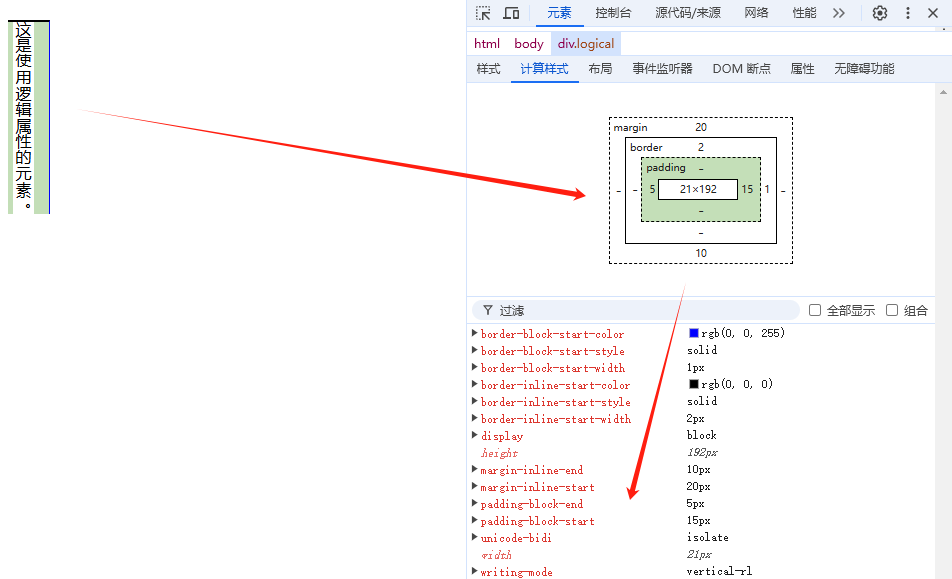 这是使用逻辑属性的元素。
元素 控制台 源代码/来源 网络 性能
html body div.logical
样式 计算样式 布局 事件监听器 DOM 断点 属性 无障碍功能
margin 20
border 2
padding -
- - 5 21×192 15 1 -
-
-
10
过滤 全部显示 组合
border-block-start-color rgb(0, 0, 255)
border-block-start-style solid
border-block-start-width 1px
border-inline-start-color rgb(0, 0, 0)
border-inline-start-style solid
border-inline-start-width 2px
display block
height 192px
margin-inline-end 10px
margin-inline-start 20px
padding-block-end 5px
padding-block-start 15px
unicode-bidi isolate
width 21px
writing-mode vertical-rl